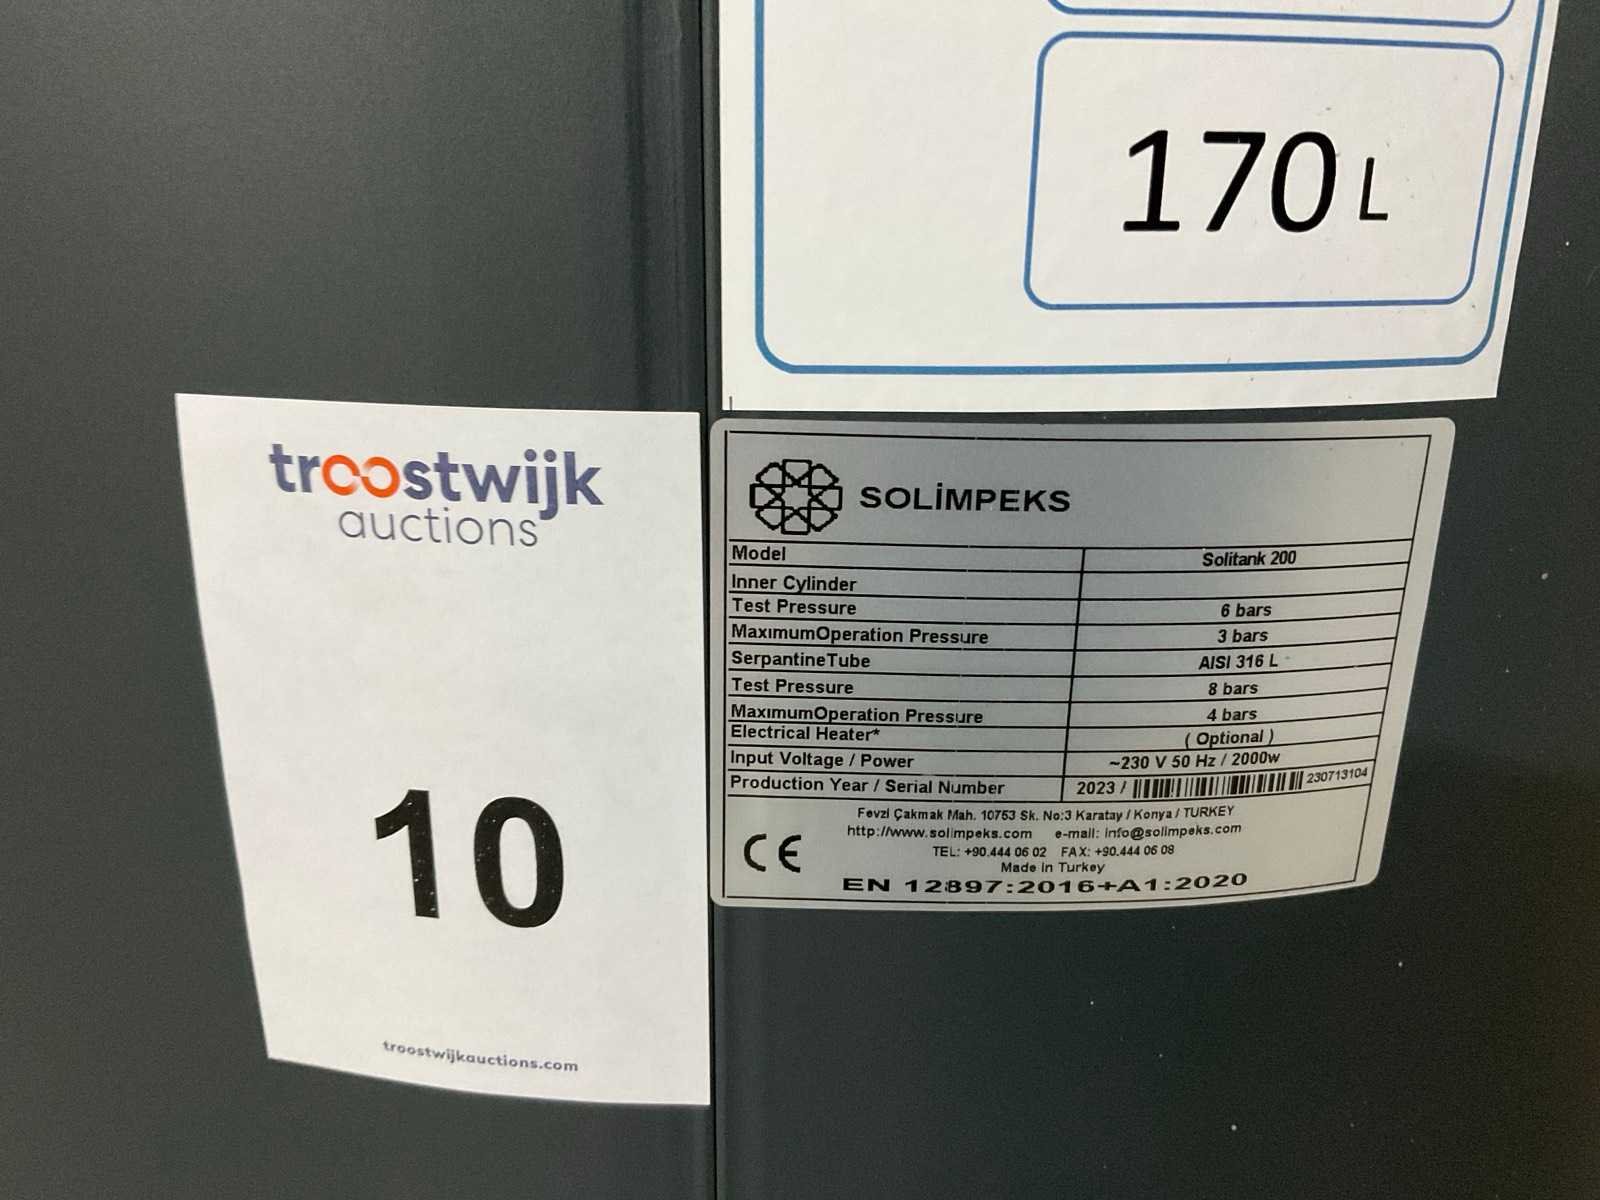 170 L
troostwijk
auctions
10
troostwijkauctions.com
SOLİMPEKS
Model Solitank 200
Inner Cylinder
Test Pressure 6 bars
MaxımumOperation Pressure 3 bars
SerpantineTube AISI 316 L
Test Pressure 8 bars
MaxımumOperation Pressure 4 bars
Electrical Heater* ( Optional )
Input Voltage / Power ~230 V 50 Hz / 2000w
Production Year / Serial Number 2023 / 230713104
Fevzi Çakmak Mah. 10753 Sk. No:3 Karatay / Konya / TURKEY
http://www.solimpeks.com e-mail: info@solimpeks.com
TEL: +90.444 06 02 FAX: +90.444 06 08
Made in Turkey
CE EN 12897:2016+A1:2020